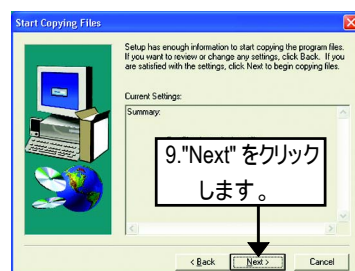 Start Copying Files
Setup has enough information to start copying the program files.
If you want to review or change any settings, click Back. If you
are satisfied with the settings, click Next to begin copying files.
Current Settings:
Summary:
9."Next" をクリック
します。
< Back
Next >
Cancel